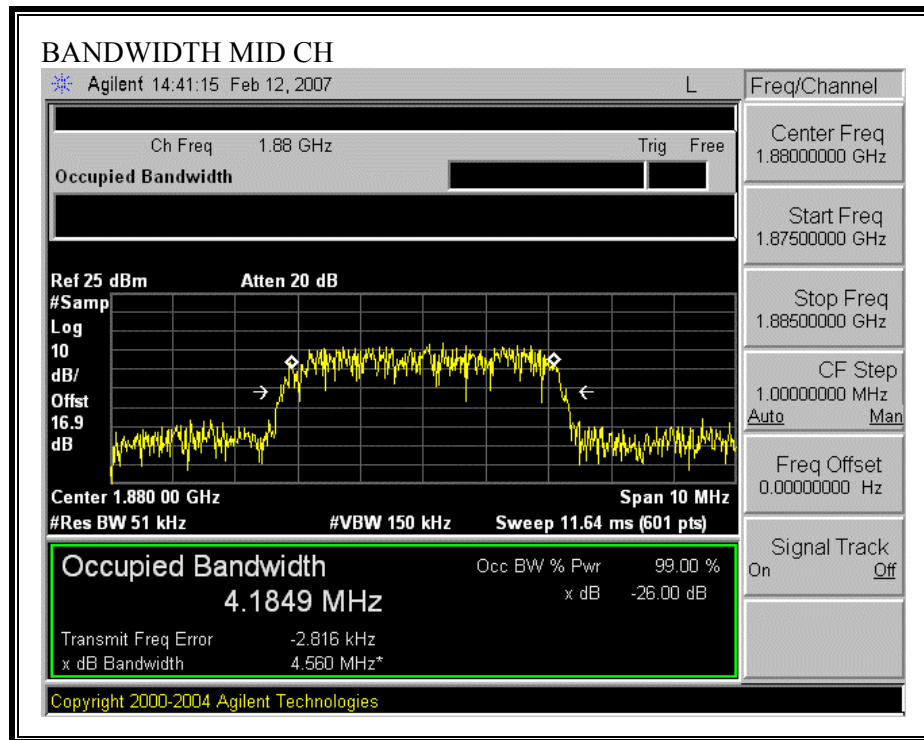 BANDWIDTH MID CH
Agilent 14:41:15 Feb 12, 2007 L
Freq/Channel
Ch Freq 1.88 GHz Trig Free
Occupied Bandwidth
Center Freq
1.88000000 GHz
Start Freq
1.87500000 GHz
Stop Freq
1.88500000 GHz
CF Step
1.00000000 MHz
Auto Man
Freq Offset
0.00000000 Hz
Signal Track
On Off
Ref 25 dBm Atten 20 dB
#Samp
Log
10
dB/
Offst
16.9
dB
Center 1.880 00 GHz Span 10 MHz
#Res BW 51 kHz #VBW 150 kHz Sweep 11.64 ms (601 pts)
Occupied Bandwidth
4.1849 MHz
Occ BW % Pwr 99.00 %
x dB -26.00 dB
Transmit Freq Error -2.816 kHz
x dB Bandwidth 4.560 MHz*
Copyright 2000-2004 Agilent Technologies